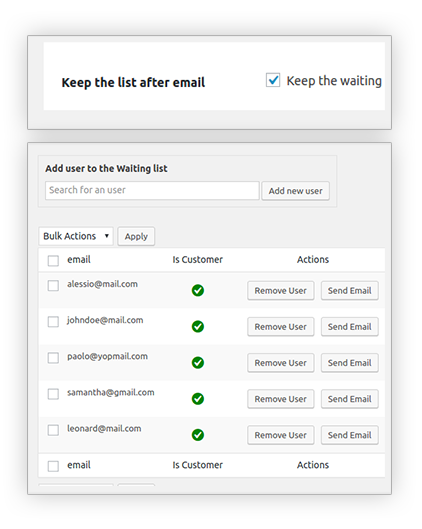 Keep the list after email Keep the waiting
Add user to the Waiting list
Search for an user Add new user
Bulk Actions Apply
email Is Customer Actions
alessio@mail.com Remove User Send Email
johndoe@mail.com Remove User Send Email
paolo@yopmail.com Remove User Send Email
samantha@gmail.com Remove User Send Email
leonard@mail.com Remove User Send Email
email Is Customer Actions